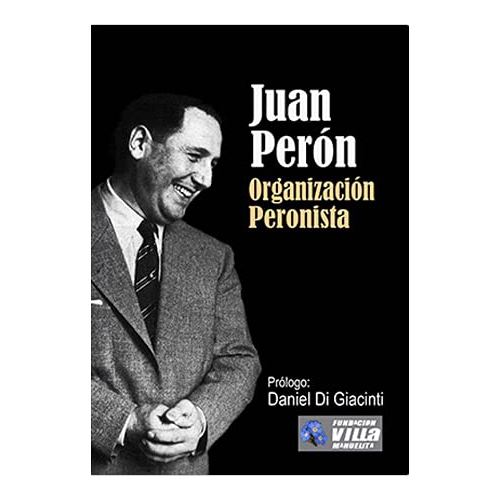 Juan
Perón
Organización
Peronista
Prólogo:
Daniel Di Giacinti
FUNDACION
VILLA
MANUELITA